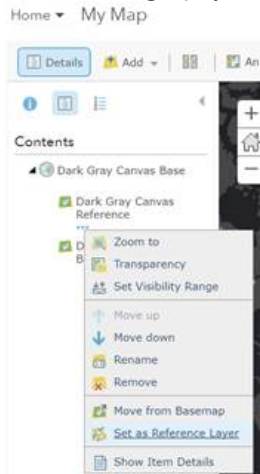 Home My Map
Details Add An
Contents
Dark Gray Canvas Base
Dark Gray Canvas
Reference
D
B
Zoom to
Transparency
Set Visibility Range
Move up
Move down
Rename
Remove
Move from Basemap
Set as Reference Layer
Show Item Details